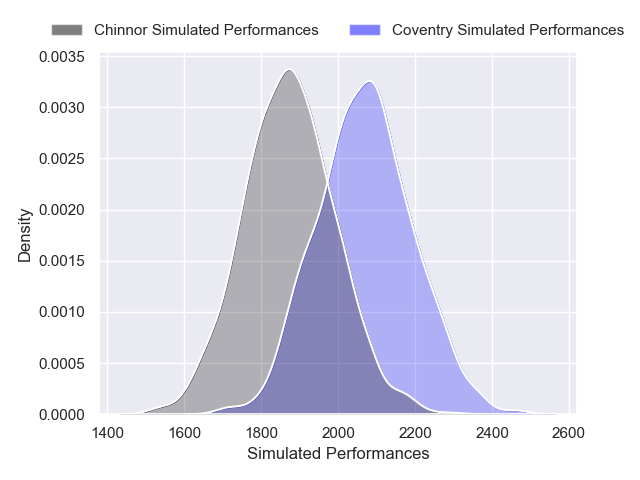 Chinnor Simulated Performances Coventry Simulated Performances
0.0035
0.0030
0.0025
0.0020
0.0015
0.0010
0.0005
0.0000
Density
1400 1600 1800 2000 2200 2400 2600
Simulated Performances